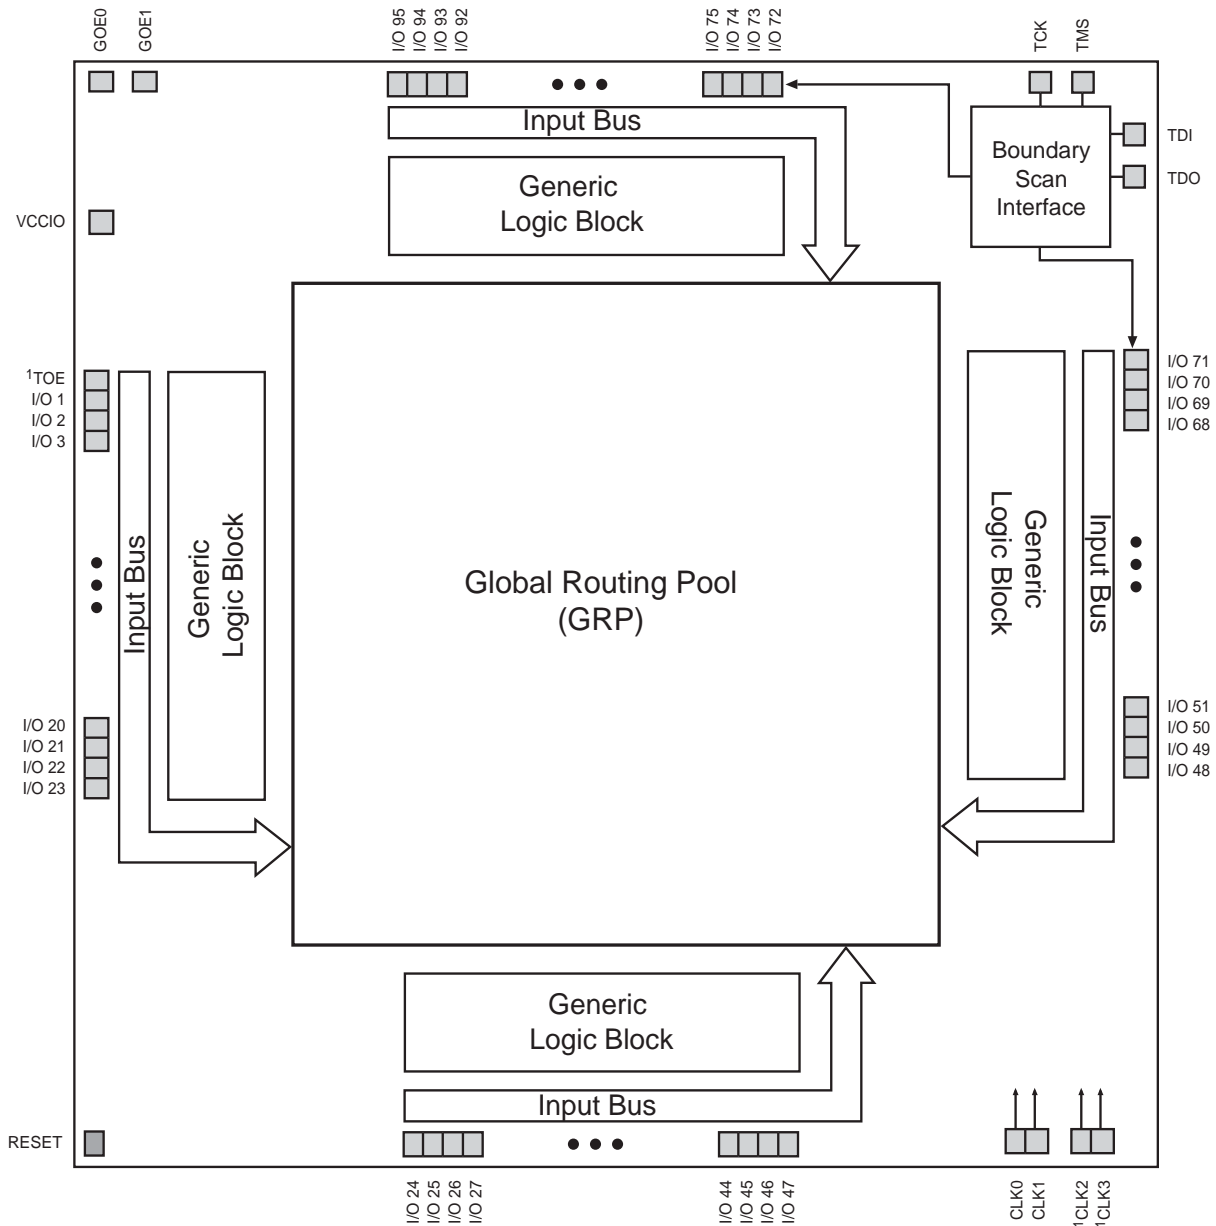 GOE0
GOE1
I/O 95
I/O 94
I/O 93
I/O 92
I/O 75
I/O 74
I/O 73
I/O 72
TCK
TMS
Input Bus
Generic
Logic Block
Boundary
Scan
Interface
TDI
TDO
VCCIO
¹TOE
I/O 1
I/O 2
I/O 3
I/O 20
I/O 21
I/O 22
I/O 23
Input Bus
Generic
Logic Block
Global Routing Pool
(GRP)
Generic
Logic Block
Input Bus
I/O 71
I/O 70
I/O 69
I/O 68
I/O 51
I/O 50
I/O 49
I/O 48
Generic
Logic Block
Input Bus
RESET
I/O 24
I/O 25
I/O 26
I/O 27
I/O 44
I/O 45
I/O 46
I/O 47
CLK0
CLK1
¹CLK2
¹CLK3